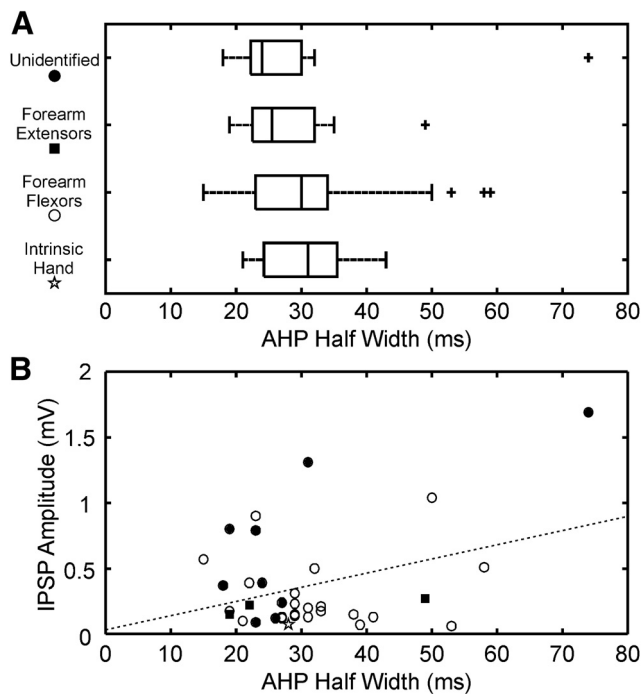 A
Unidentified
Forearm
Extensors
Forearm
Flexors
Intrinsic
Hand
0 10 20 30 40 50 60 70 80
AHP Half Width (ms)
B
2
1.5
1
0.5
0
IPSP Amplitude (mV)
0 10 20 30 40 50 60 70 80
AHP Half Width (ms)